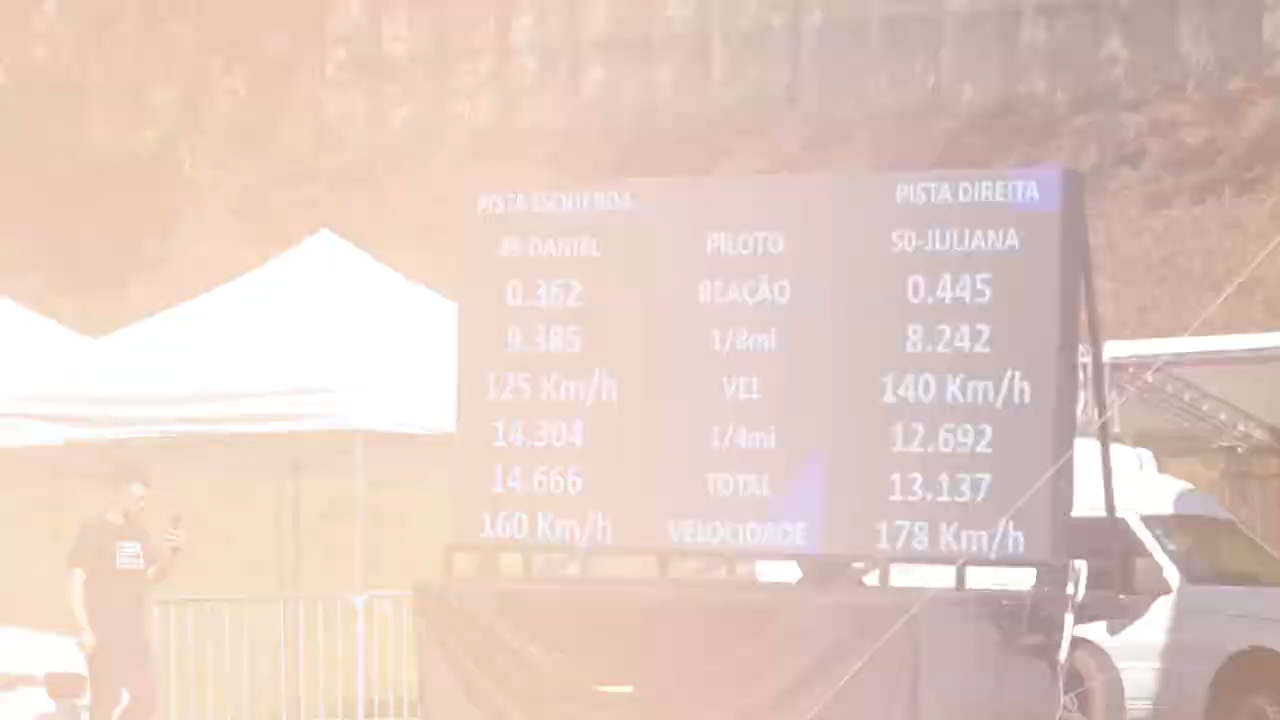 PISTA ESQUERDA PISTA DIREITA
89-DANIEL PILOTO 50-JULIANA
0.362 REAÇÃO 0.445
9.385 1/8mi 8.242
125 Km/h VEL 140 Km/h
14.304 1/4mi 12.692
14.666 TOTAL 13.137
160 Km/h VELOCIDADE 178 Km/h